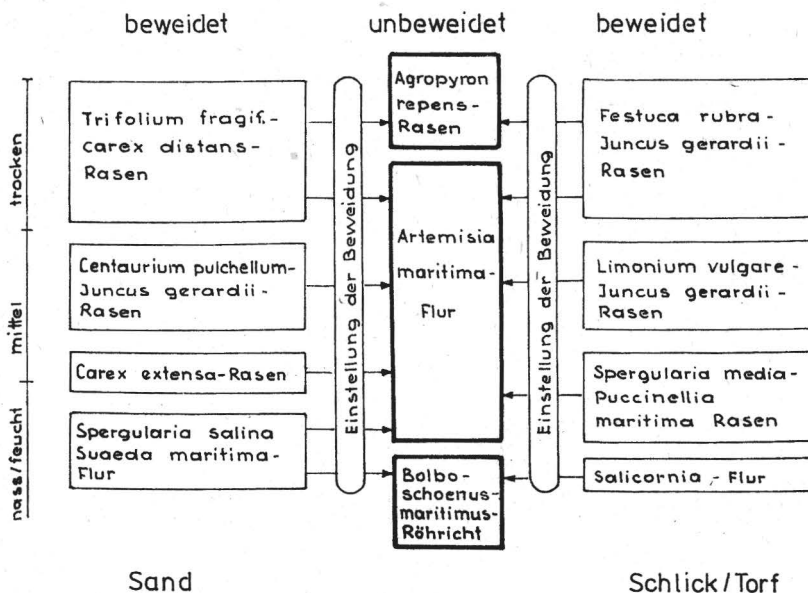 beweidet
unbeweidet
beweidet
trocken
mittel
nass/feucht
Trifolium fragif.-
carex distans-
Rasen
Centaurium pulchellum-
Juncus gerardii-
Rasen
Carex extensa-Rasen
Spergularia salina
Suaeda maritima-
Flur
Einstellung der Beweidung
Agropyron
repens-
Rasen
Artemisia
maritima-
Flur
Bolbo-
schoenus-
maritimus-
Röhricht
Einstellung der Beweidung
Festuca rubra-
Juncus gerardii-
Rasen
Limonium vulgare-
Juncus gerardii-
Rasen
Spergularia media-
Puccinellia
maritima Rasen
Salicornia-Flur
Sand
Schlick/Torf